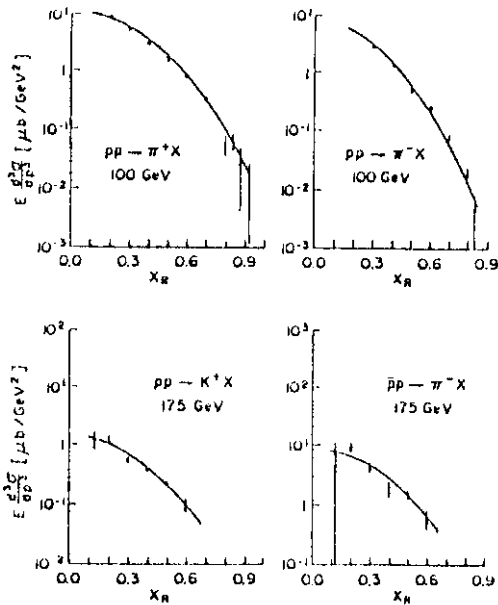 E d³σ/dp³ [μb/GeV²]
10¹
1
10⁻¹
10⁻²
10⁻³
pp → π⁺X
100 GeV
0.0 0.3 0.6 0.9
X_R
10¹
1
10⁻¹
10⁻²
10⁻³
pp → π⁻X
100 GeV
0.0 0.3 0.6 0.9
X_R
E d³σ/dp³ [μb/GeV²]
10²
10¹
1
10⁻¹
10⁻²
pp → K⁺X
175 GeV
0.0 0.3 0.6 0.9
X_R
10³
10²
10¹
1
10⁻¹
p̄p → π⁻X
175 GeV
0.0 0.3 0.6 0.9
X_R